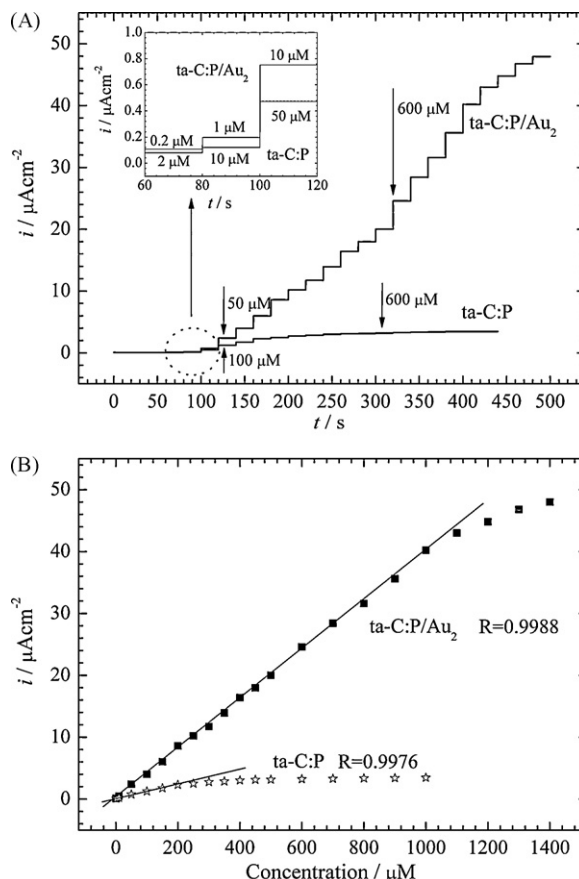 (A)
i / µAcm-2
50
40
30
20
10
0
0 50 100 150 200 250 300 350 400 450 500
t / s
i / µAcm-2
1.0
0.8
0.6
0.4
0.2
0.0
60 80 100 120
t / s
ta-C:P/Au2
10 µM
0.2 µM
1 µM
50 µM
2 µM
10 µM
ta-C:P
600 µM
ta-C:P/Au2
50 µM
600 µM
ta-C:P
100 µM
(B)
i / µAcm-2
50
40
30
20
10
0
ta-C:P/Au2 R=0.9988
ta-C:P R=0.9976
0 200 400 600 800 1000 1200 1400
Concentration / µM